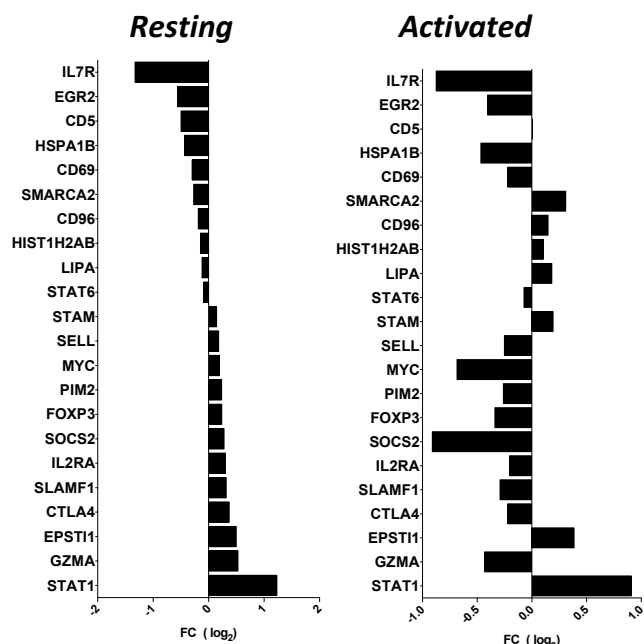 Resting
IL7R
EGR2
CD5
HSPA1B
CD69
SMARCA2
CD96
HIST1H2AB
LIPA
STAT6
STAM
SELL
MYC
PIM2
FOXP3
SOCS2
IL2RA
SLAMF1
CTLA4
EPSTI1
GZMA
STAT1
-2 -1 0 1 2
FC ( log2)
Activated
IL7R
EGR2
CD5
HSPA1B
CD69
SMARCA2
CD96
HIST1H2AB
LIPA
STAT6
STAM
SELL
MYC
PIM2
FOXP3
SOCS2
IL2RA
SLAMF1
CTLA4
EPSTI1
GZMA
STAT1
-1.0 -0.5 0.0 0.5 1.0
FC ( log2)